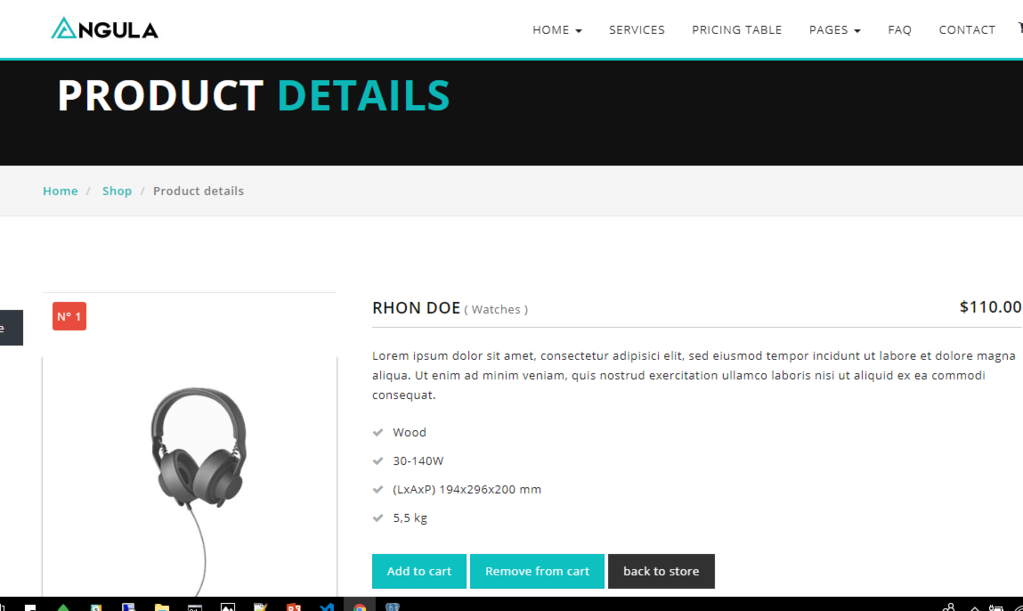 ANGULA
HOME SERVICES PRICING TABLE PAGES FAQ CONTACT
PRODUCT DETAILS
Home / Shop / Product details
N° 1
RHON DOE ( Watches ) $110.00
Lorem ipsum dolor sit amet, consectetur adipisici elit, sed eiusmod tempor incidunt ut labore et dolore magna
aliqua. Ut enim ad minim veniam, quis nostrud exercitation ullamco laboris nisi ut aliquid ex ea commodi
consequat.
Wood
30-140W
(LxAxP) 194x296x200 mm
5,5 kg
Add to cart Remove from cart back to store